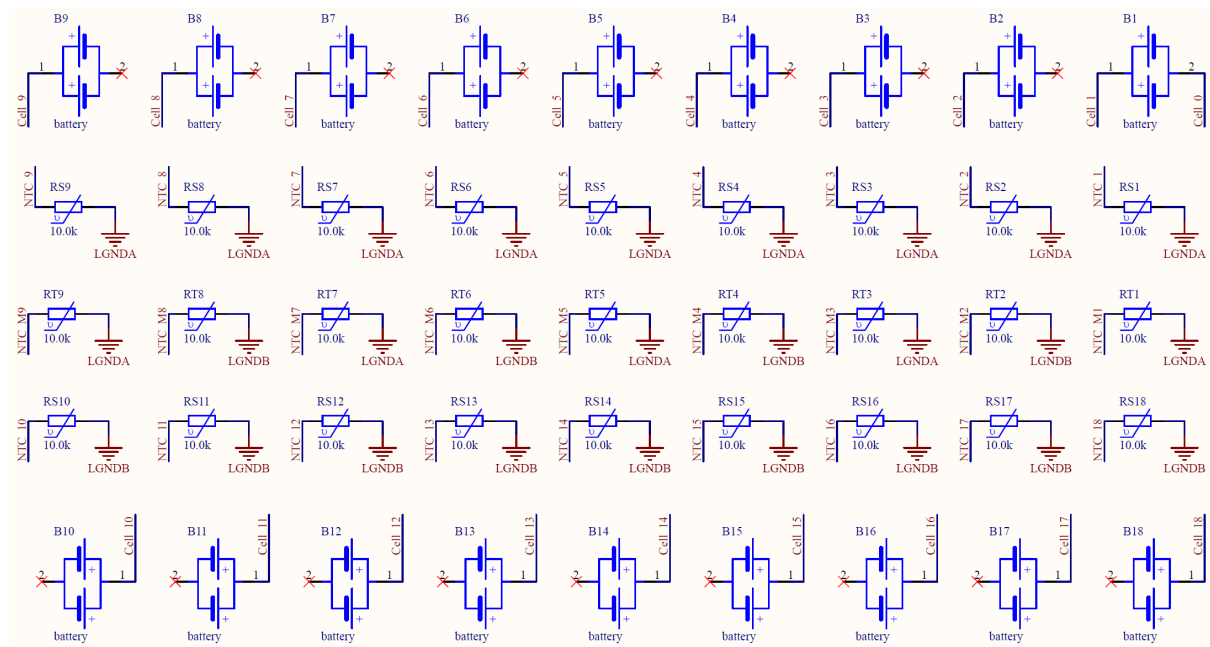 B9 B8 B7 B6 B5 B4 B3 B2 B1
+ + + + + + + + +
1 2 1 2 1 2 1 2 1 2 1 2 1 2 1 2 1 2
+ + + + + + + + +
Cell 9 Cell 8 Cell 7 Cell 6 Cell 5 Cell 4 Cell 3 Cell 2 Cell 1 Cell 0
battery battery battery battery battery battery battery battery battery
NTC 9 NTC 8 NTC 7 NTC 6 NTC 5 NTC 4 NTC 3 NTC 2 NTC 1
RS9 RS8 RS7 RS6 RS5 RS4 RS3 RS2 RS1
υ υ υ υ υ υ υ υ υ
10.0k 10.0k 10.0k 10.0k 10.0k 10.0k 10.0k 10.0k 10.0k
LGNDA LGNDA LGNDA LGNDA LGNDA LGNDA LGNDA LGNDA LGNDA
RT9 RT8 RT7 RT6 RT5 RT4 RT3 RT2 RT1
NTC M9 NTC M8 NTC M7 NTC M6 NTC M5 NTC M4 NTC M3 NTC M2 NTC M1
υ υ υ υ υ υ υ υ υ
10.0k 10.0k 10.0k 10.0k 10.0k 10.0k 10.0k 10.0k 10.0k
LGNDA LGNDB LGNDA LGNDB LGNDA LGNDB LGNDA LGNDB LGNDA
RS10 RS11 RS12 RS13 RS14 RS15 RS16 RS17 RS18
NTC 10 NTC 11 NTC 12 NTC 13 NTC 14 NTC 15 NTC 16 NTC 17 NTC 18
υ υ υ υ υ υ υ υ υ
10.0k 10.0k 10.0k 10.0k 10.0k 10.0k 10.0k 10.0k 10.0k
LGNDB LGNDB LGNDB LGNDB LGNDB LGNDB LGNDB LGNDB LGNDB
B10 B11 B12 B13 B14 B15 B16 B17 B18
Cell 10 Cell 11 Cell 12 Cell 13 Cell 14 Cell 15 Cell 16 Cell 17 Cell 18
+ + + + + + + + +
2 1 2 1 2 1 2 1 2 1 2 1 2 1 2 1 2 1
+ + + + + + + + +
battery battery battery battery battery battery battery battery battery